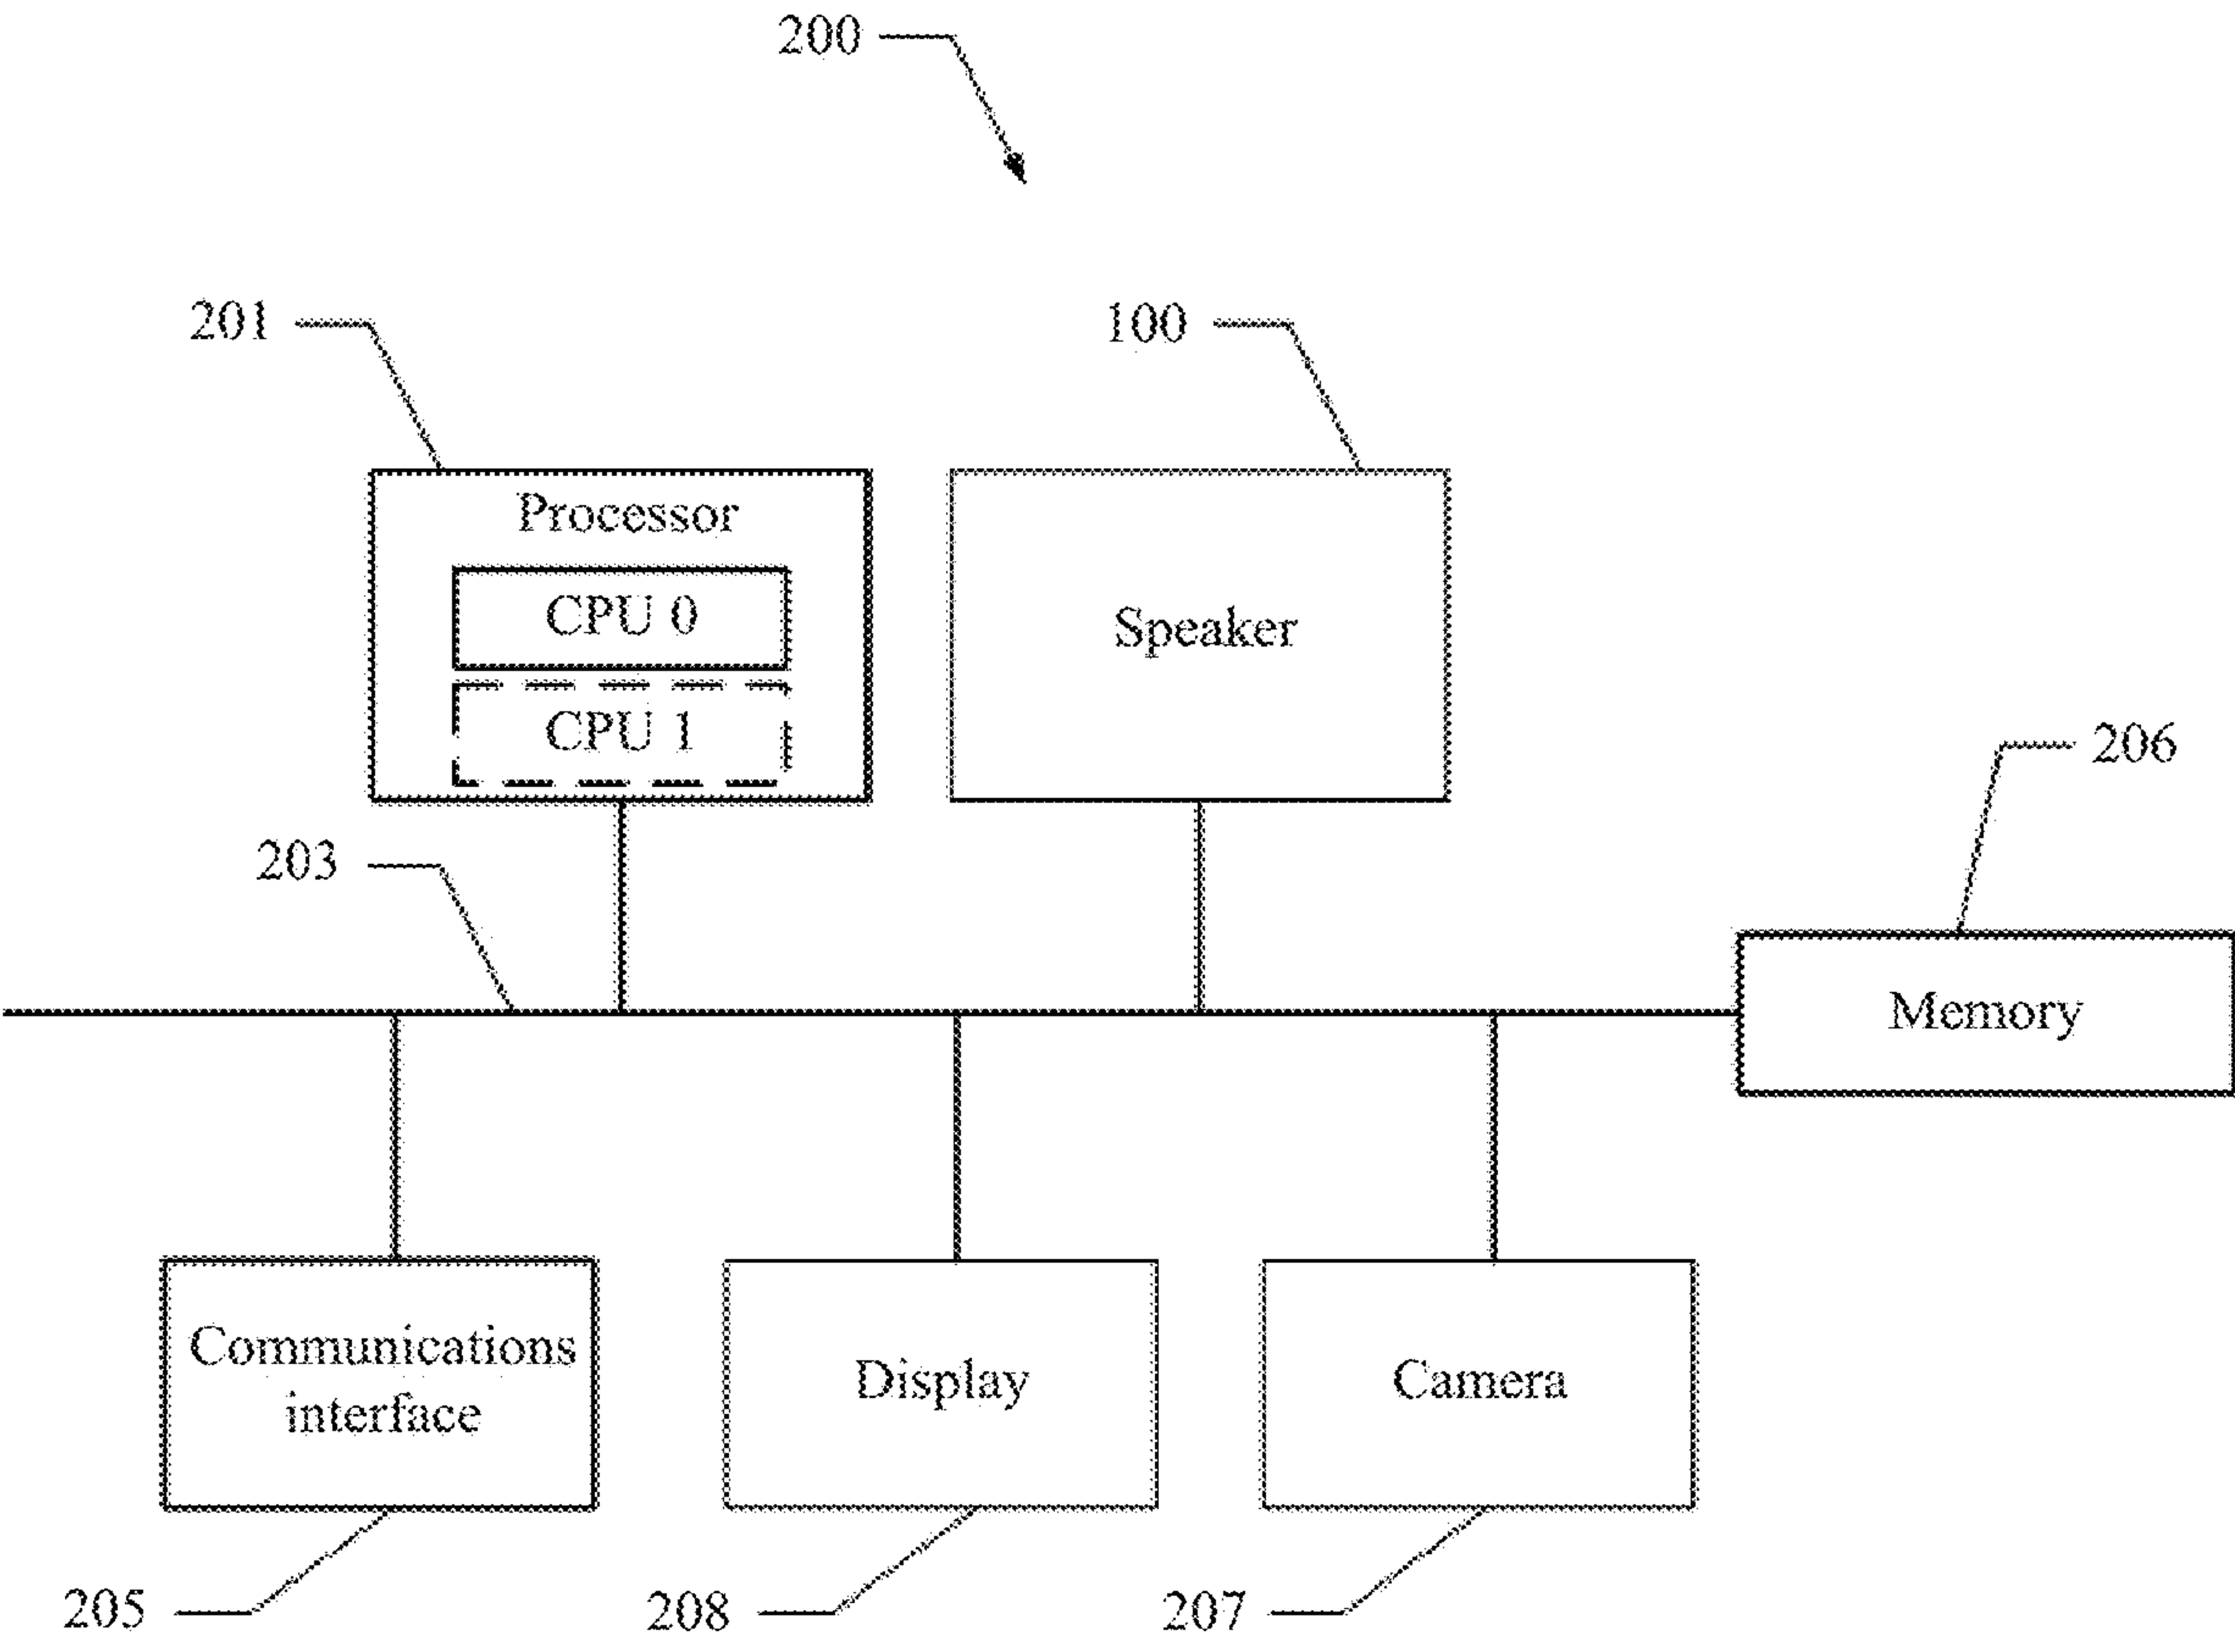 200
201
100
Processor
CPU 0
Speaker
CPU 1
206
203
Memory
Communications
interface
Display
Camera
205
208
207